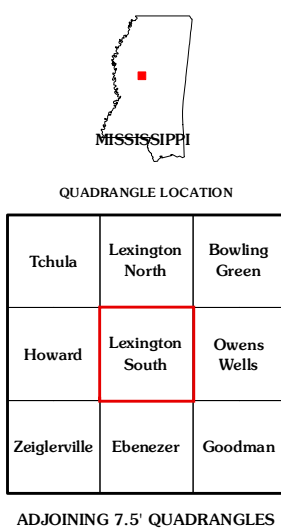 MISSISSIPPI
QUADRANGLE LOCATION
Tchula
Lexington
North
Bowling
Green
Howard
Lexington
South
Owens
Wells
Zeiglerville
Ebenezer
Goodman
ADJOINING 7.5' QUADRANGLES